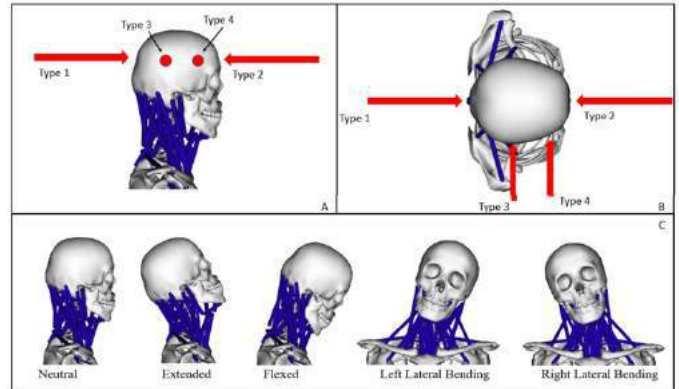 Type 3
Type 4
Type 1
Type 2
A
Type 1
Type 2
Type 3
Type 4
B
C
Neutral
Extended
Flexed
Left Lateral Bending
Right Lateral Bending